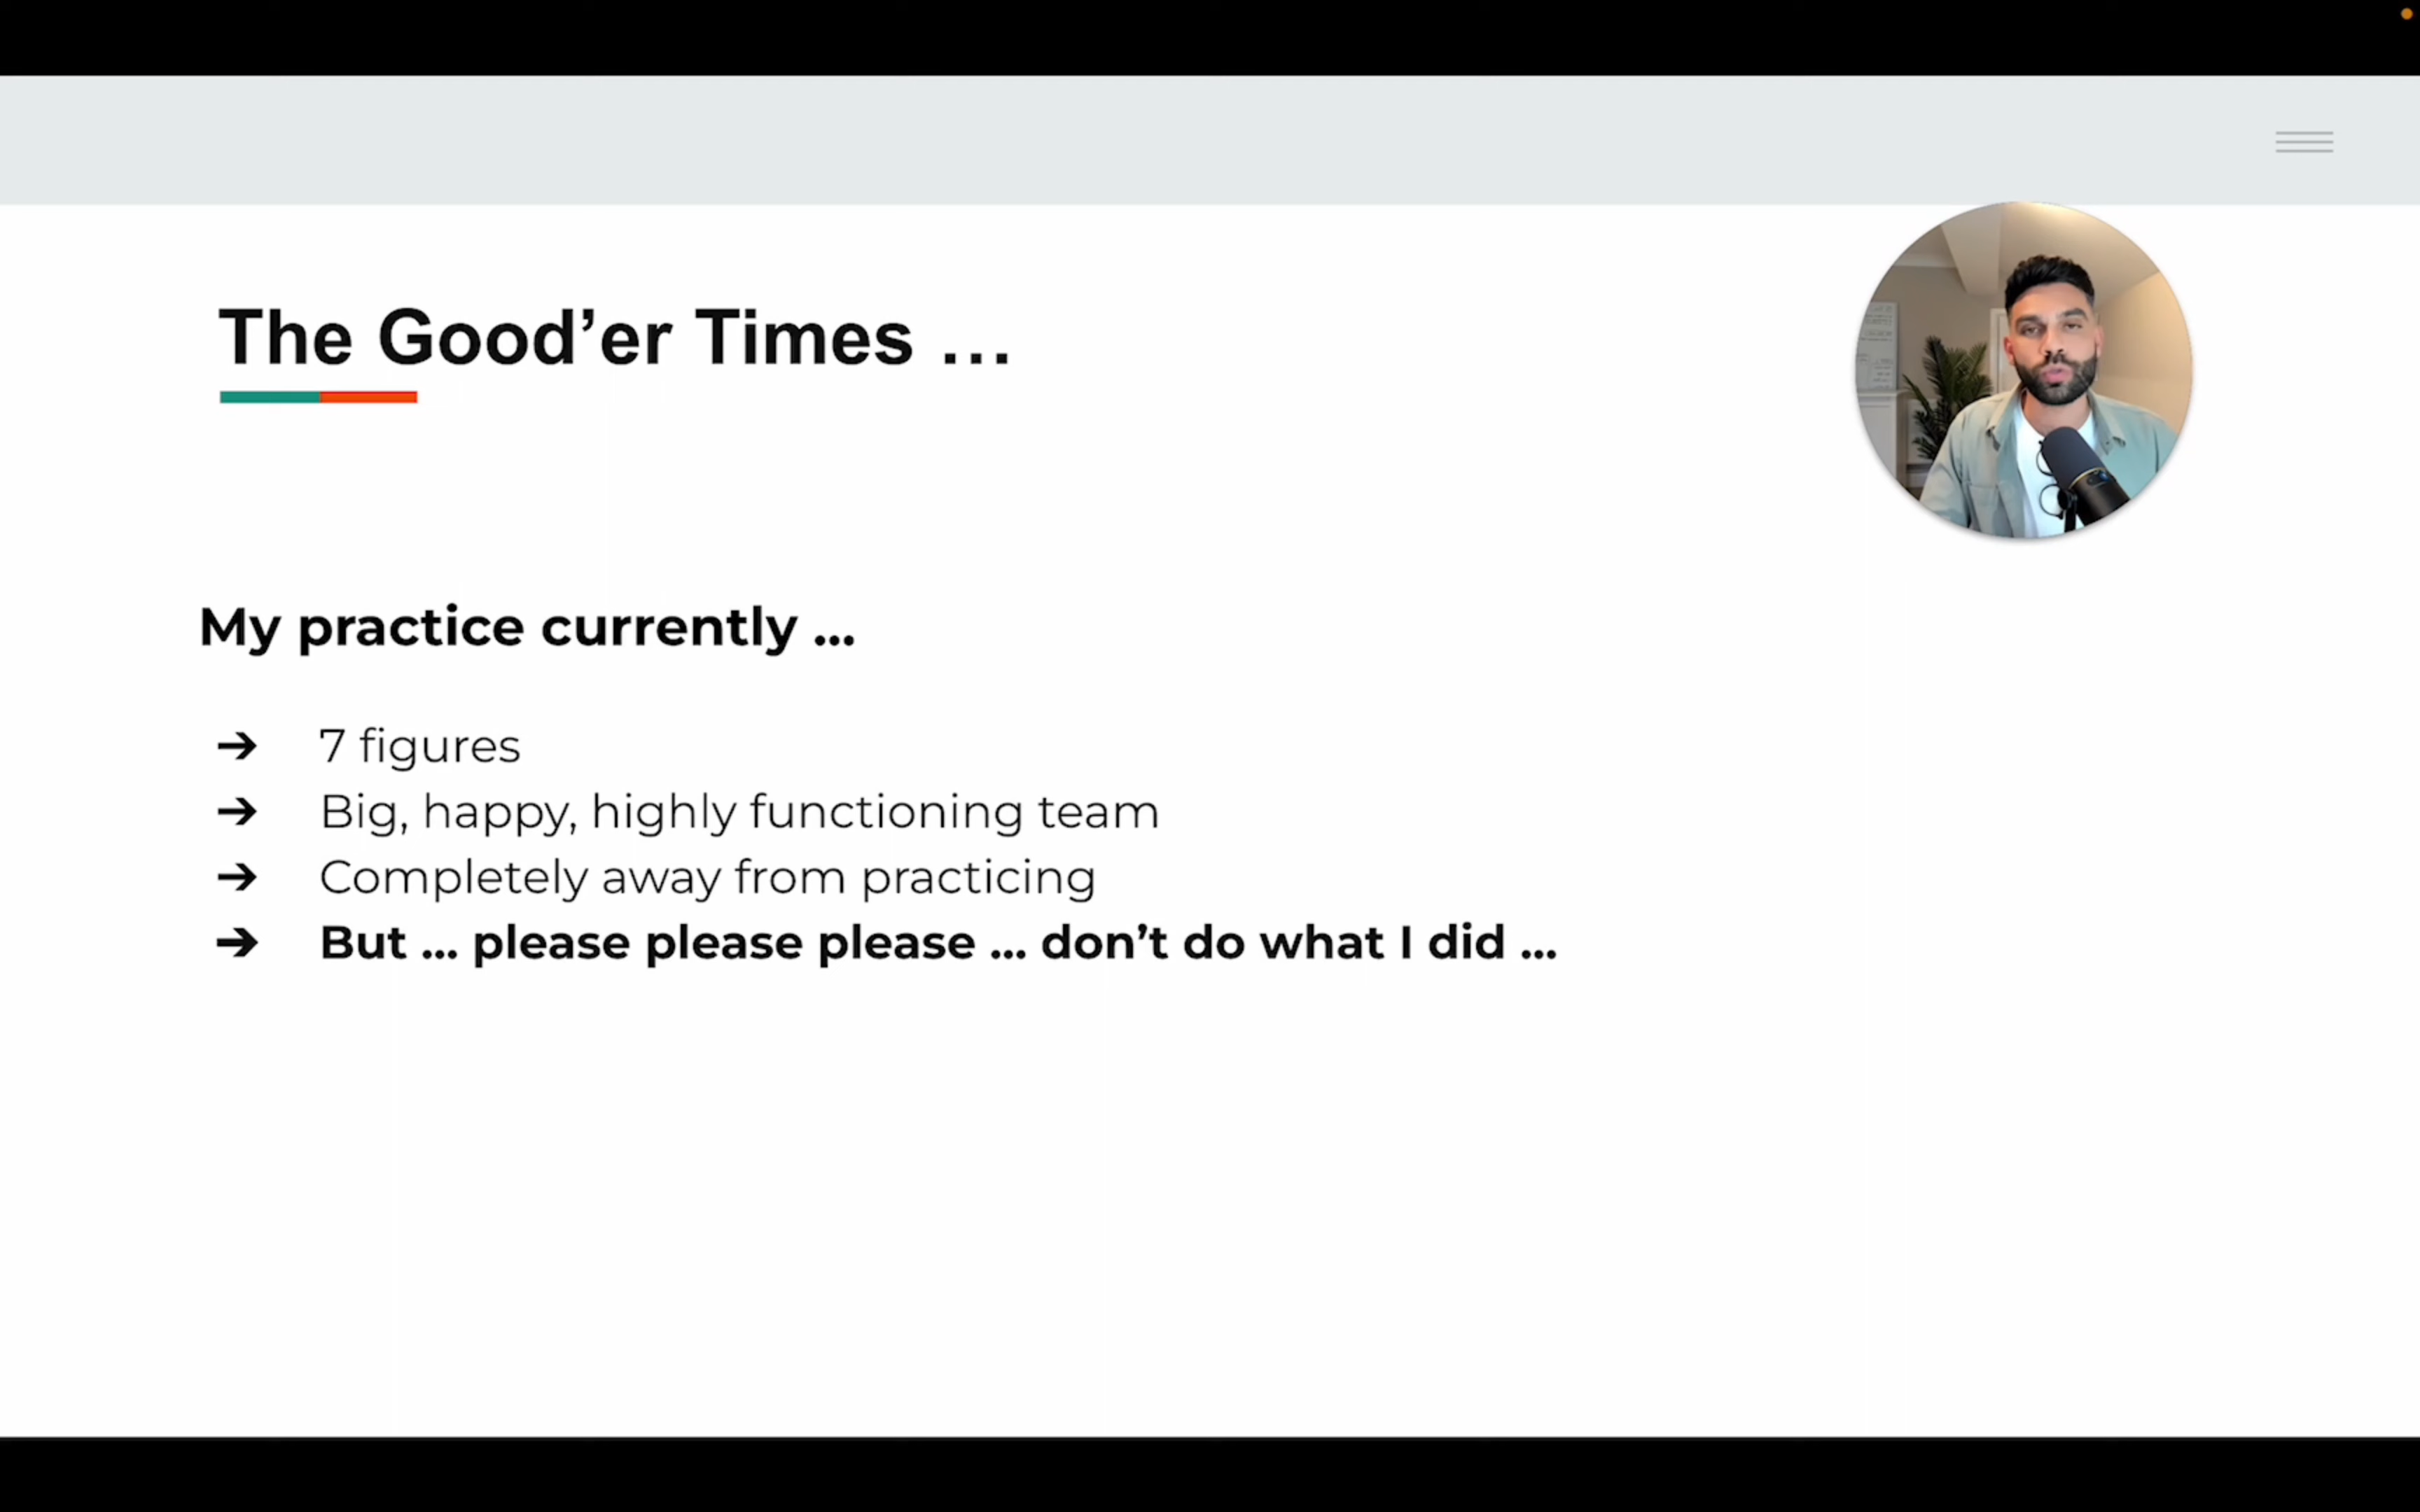 The Good’er Times …
My practice currently …
➔ 7 figures
➔ Big, happy, highly functioning team
➔ Completely away from practicing
➔ But … please please please … don’t do what I did …